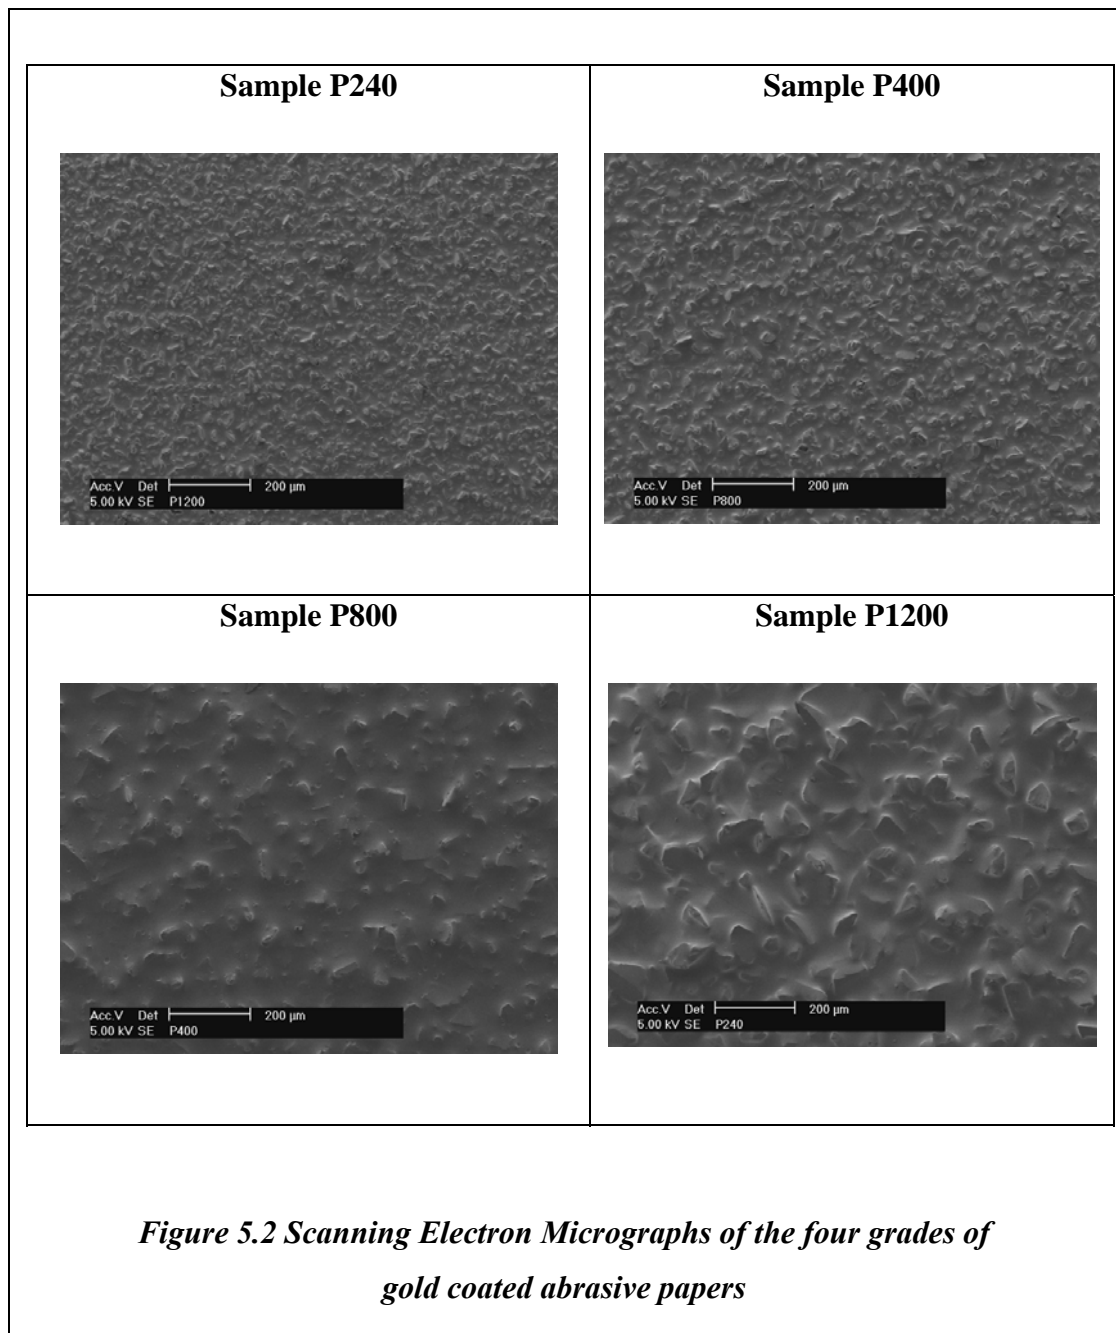 Sample P240
Sample P400
Acc.V Det 200 µm
5.00 kV SE P1200
Acc.V Det 200 µm
5.00 kV SE P800
Sample P800
Sample P1200
Acc.V Det 200 µm
5.00 kV SE P400
Acc.V Det 200 µm
5.00 kV SE P240
Figure 5.2 Scanning Electron Micrographs of the four grades of
gold coated abrasive papers